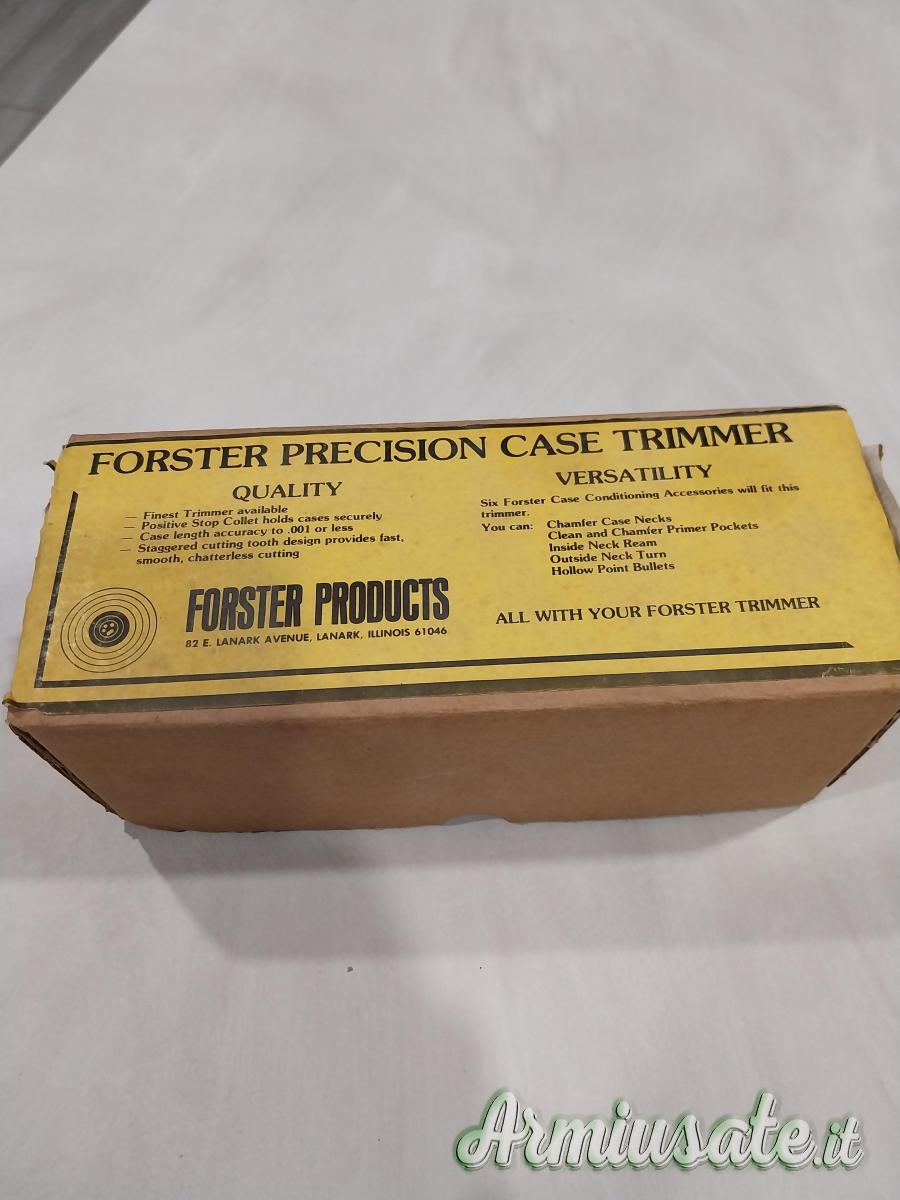 FORSTER PRECISION CASE TRIMMER
QUALITY
— Finest Trimmer available
— Positive Stop Collet holds cases securely
— Case length accuracy to .001 or less
— Staggered cutting tooth design provides fast,
smooth, chatterless cutting
FORSTER PRODUCTS
82 E. LANARK AVENUE, LANARK, ILLINOIS 61046
VERSATILITY
Six Forster Case Conditioning Accessories will fit this
trimmer.
You can: Chamfer Case Necks
Clean and Chamfer Primer Pockets
Inside Neck Ream
Outside Neck Turn
Hollow Point Bullets
ALL WITH YOUR FORSTER TRIMMER
Armiusate.it